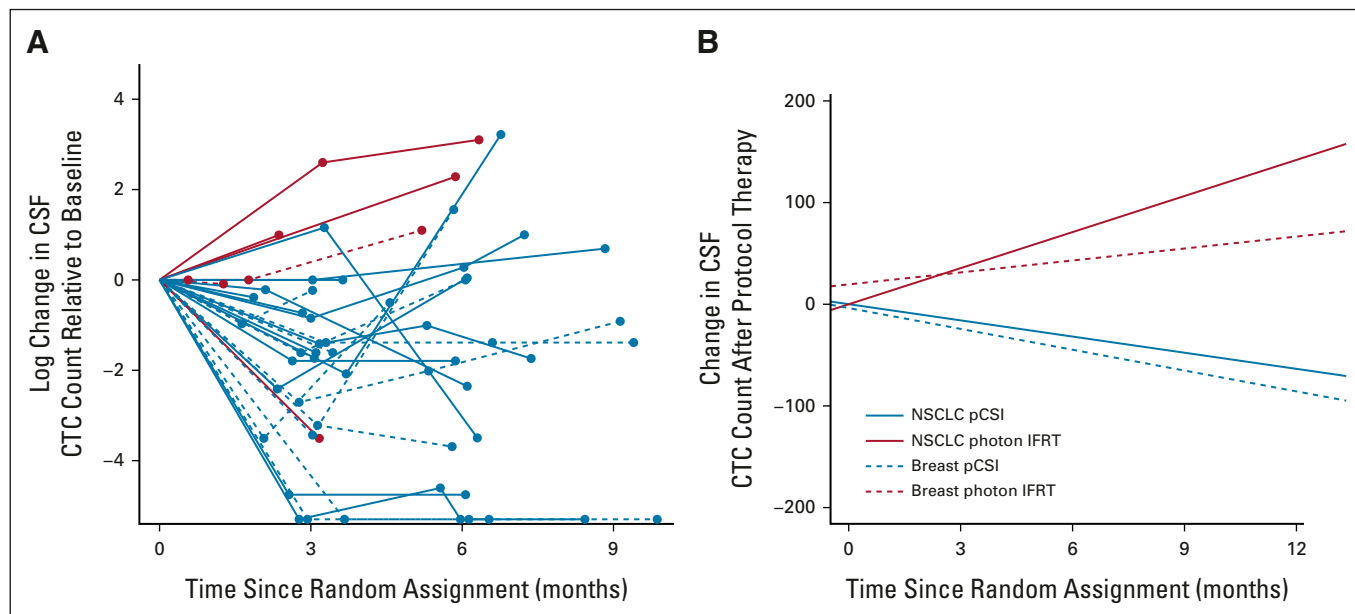 A
Log Change in CSF
CTC Count Relative to Baseline
4
2
0
−2
−4
0
3
6
9
Time Since Random Assignment (months)
B
Change in CSF
CTC Count After Protocol Therapy
200
100
0
−100
−200
NSCLC pCSI
NSCLC photon IFRT
Breast pCSI
Breast photon IFRT
0
3
6
9
12
Time Since Random Assignment (months)